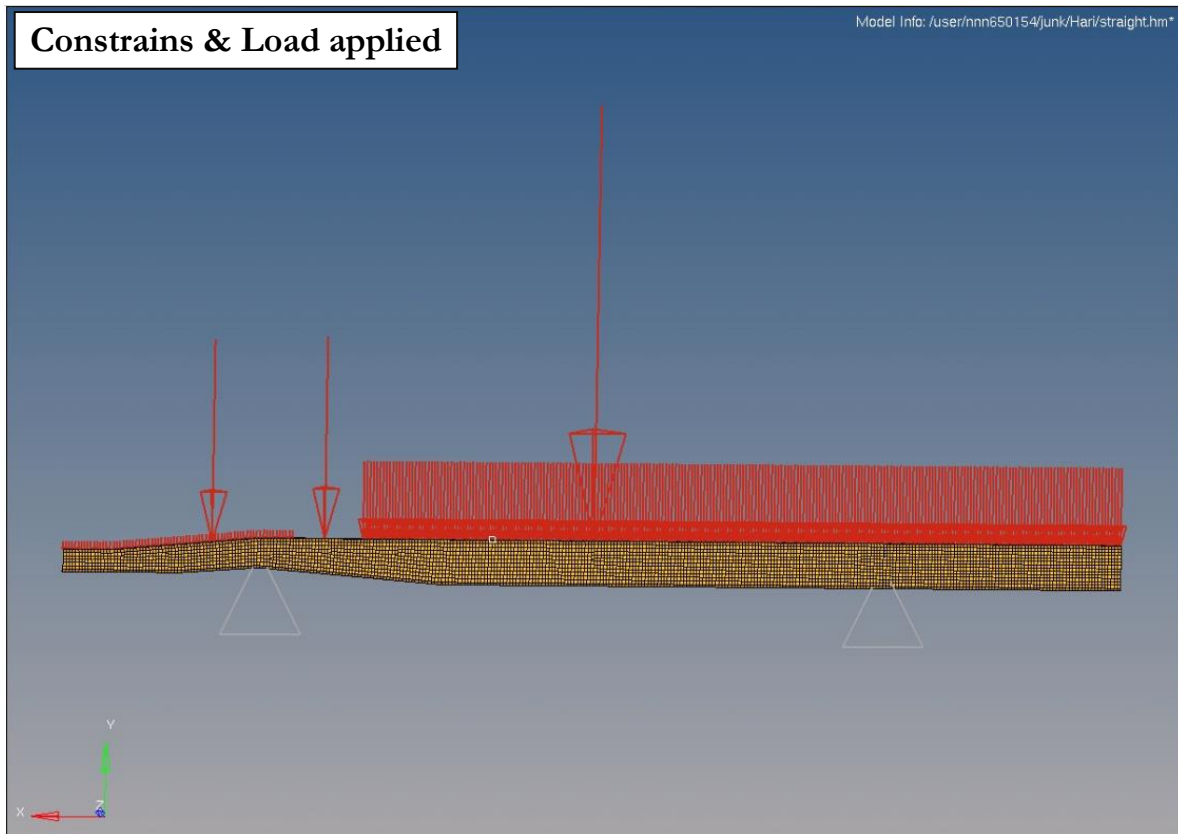 Constrains & Load applied
Model Info: /user/nnn650154/junk/Hari/straight.hm*
Y
X
Z